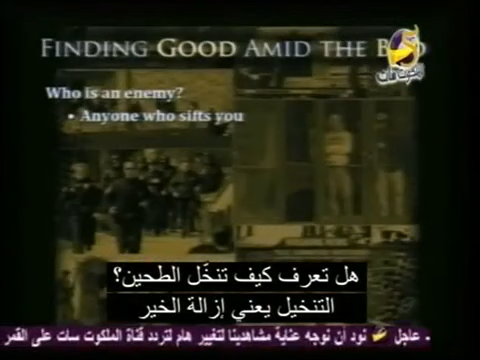 FINDING GOOD AMID THE BAD
Who is an enemy?
• Anyone who sifts you
هل تعرف كيف تنخَّل الطحين؟
التنخيل يعني إزالة الخير
- عاجل نود أن نوجه عناية مشاهدينا لتغيير هام لتردد قناة الملكوت سات على القمر